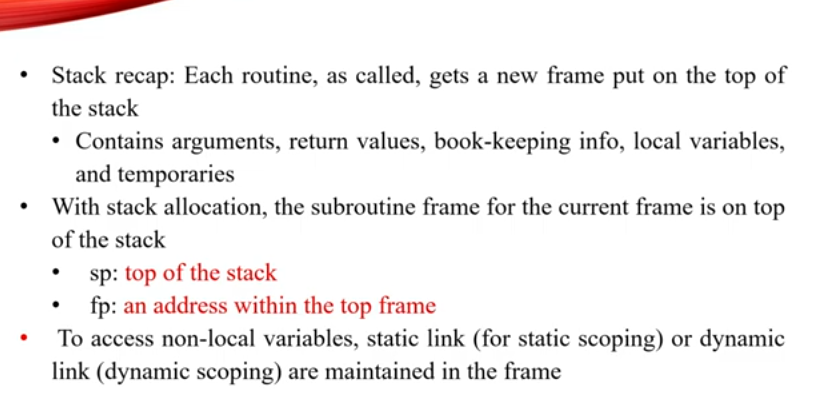 • Stack recap: Each routine, as called, gets a new frame put on the top of
the stack
• Contains arguments, return values, book-keeping info, local variables,
and temporaries
• With stack allocation, the subroutine frame for the current frame is on top
of the stack
• sp: top of the stack
• fp: an address within the top frame
• To access non-local variables, static link (for static scoping) or dynamic
link (dynamic scoping) are maintained in the frame